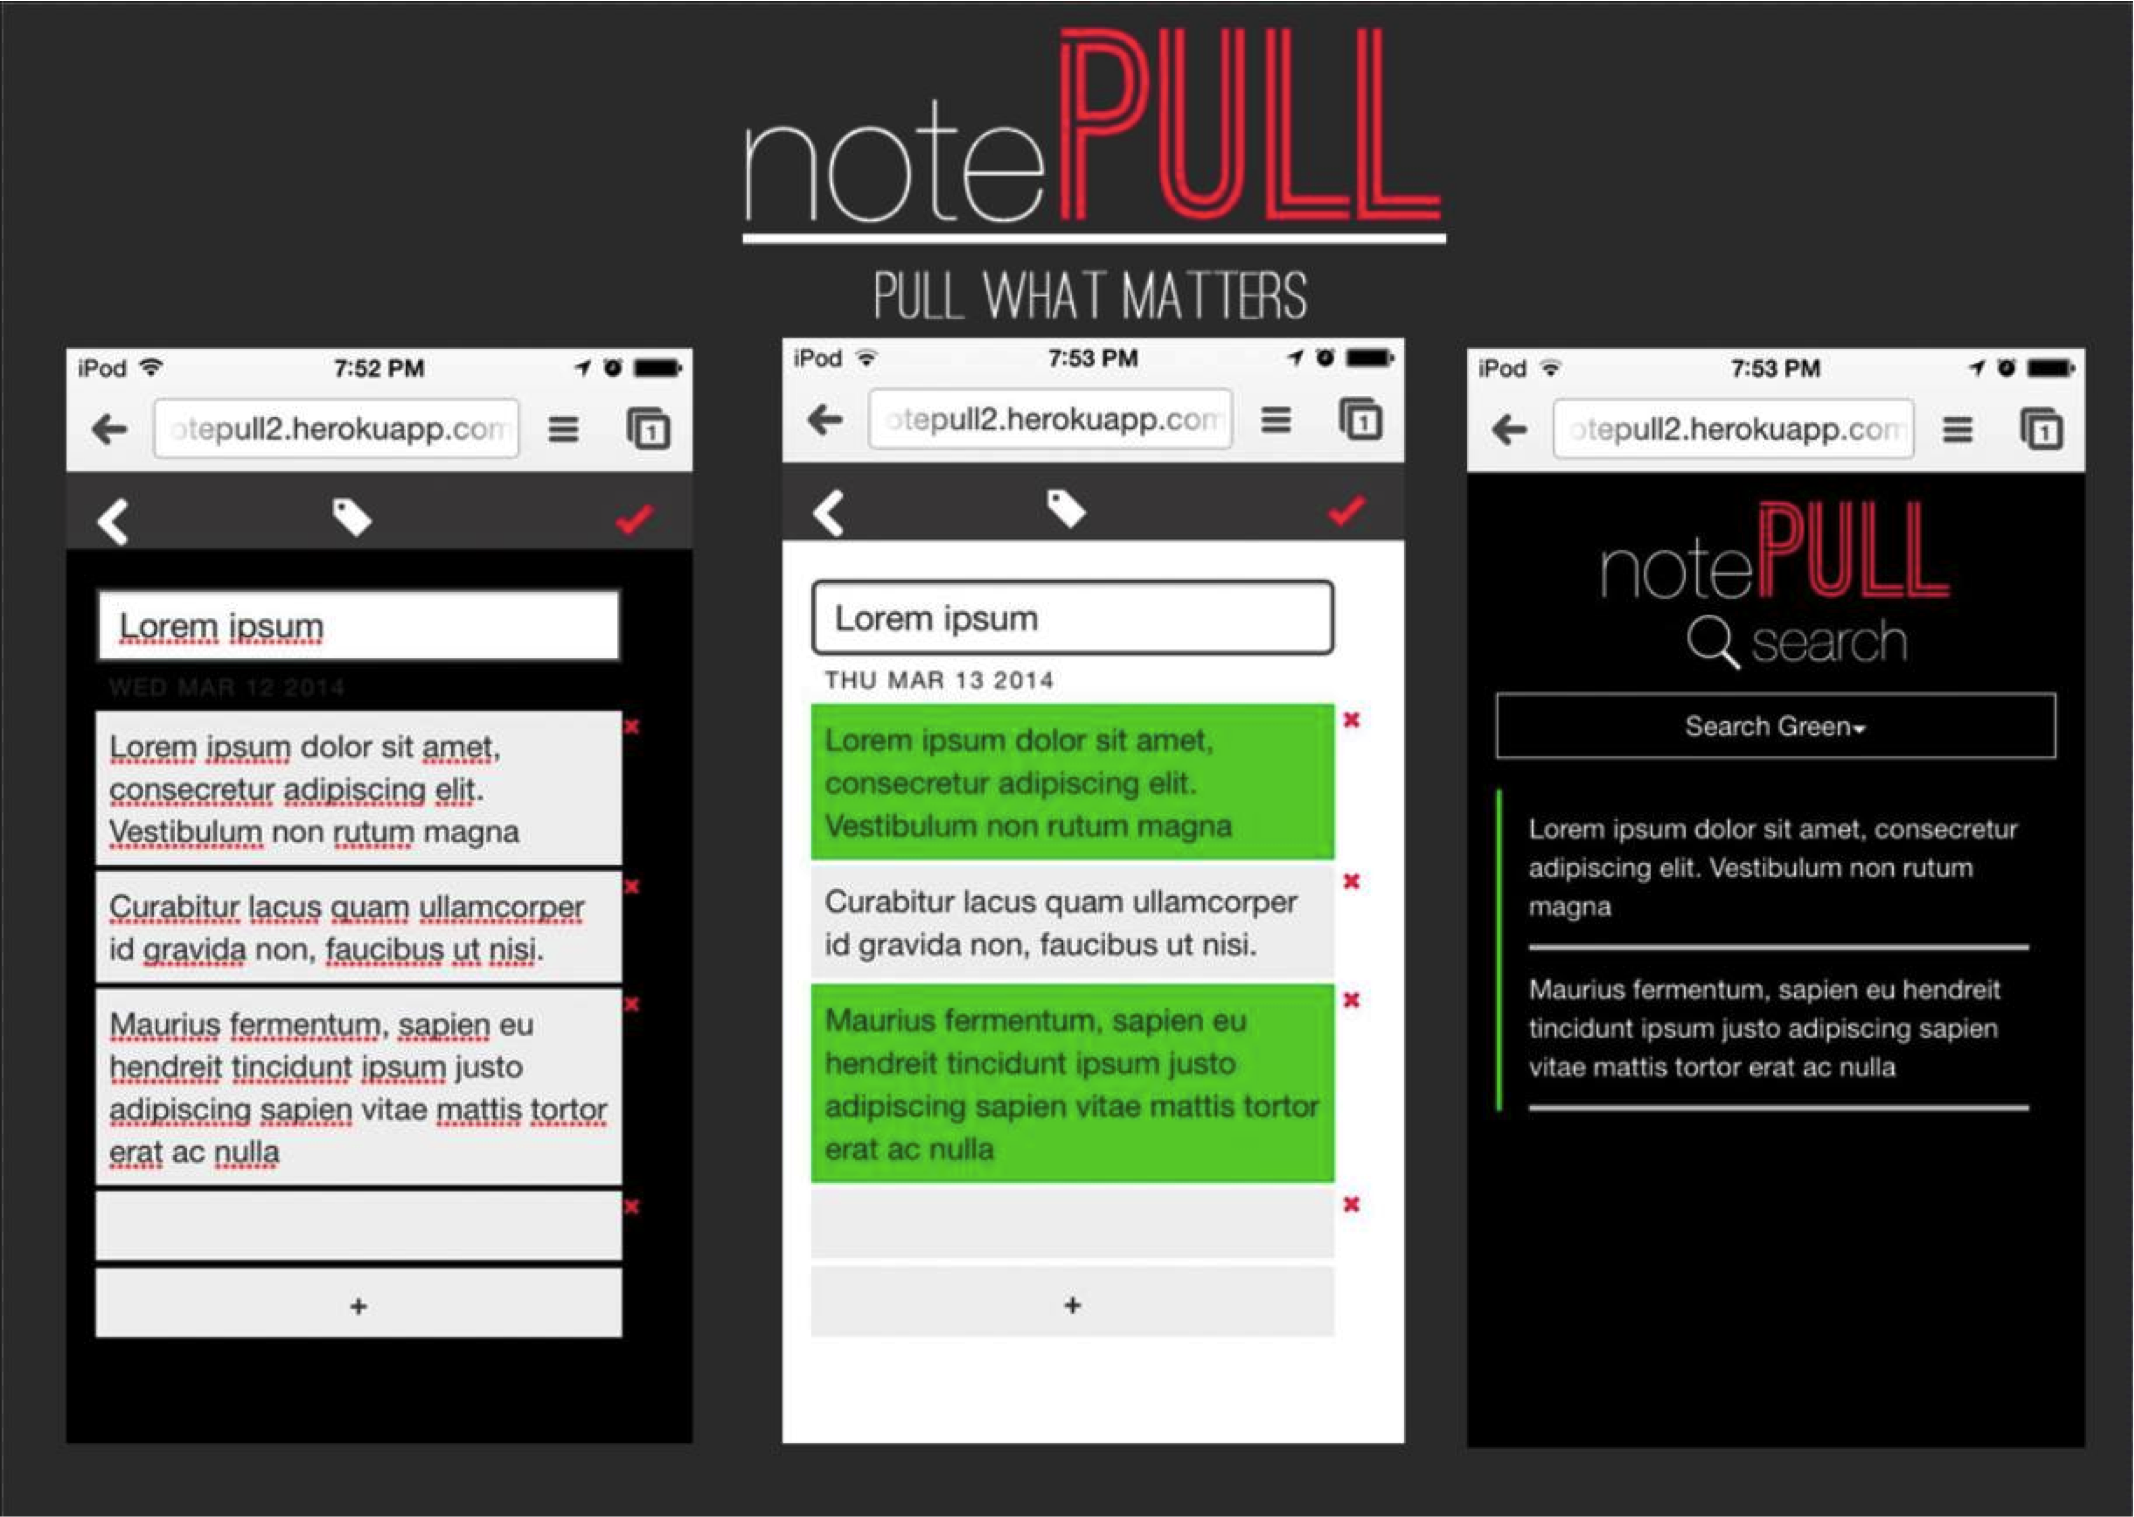 notePULL
PULL WHAT MATTERS
iPod 7:52 PM
otepull2.herokuapp.com
1
Lorem ipsum
WED MAR 12 2014
Lorem ipsum dolor sit amet,
consecretur adipiscing elit.
Vestibulum non rutum magna
Curabitur lacus quam ullamcorper
id gravida non, faucibus ut nisi.
Maurius fermentum, sapien eu
hendreit tincidunt ipsum justo
adipiscing sapien vitae mattis tortor
erat ac nulla
+
iPod 7:53 PM
otepull2.herokuapp.com
1
Lorem ipsum
THU MAR 13 2014
Lorem ipsum dolor sit amet,
consecretur adipiscing elit.
Vestibulum non rutum magna
Curabitur lacus quam ullamcorper
id gravida non, faucibus ut nisi.
Maurius fermentum, sapien eu
hendreit tincidunt ipsum justo
adipiscing sapien vitae mattis tortor
erat ac nulla
+
iPod 7:53 PM
otepull2.herokuapp.com
1
notePULL
search
Search Green
Lorem ipsum dolor sit amet, consecretur
adipiscing elit. Vestibulum non rutum
magna
Maurius fermentum, sapien eu hendreit
tincidunt ipsum justo adipiscing sapien
vitae mattis tortor erat ac nulla